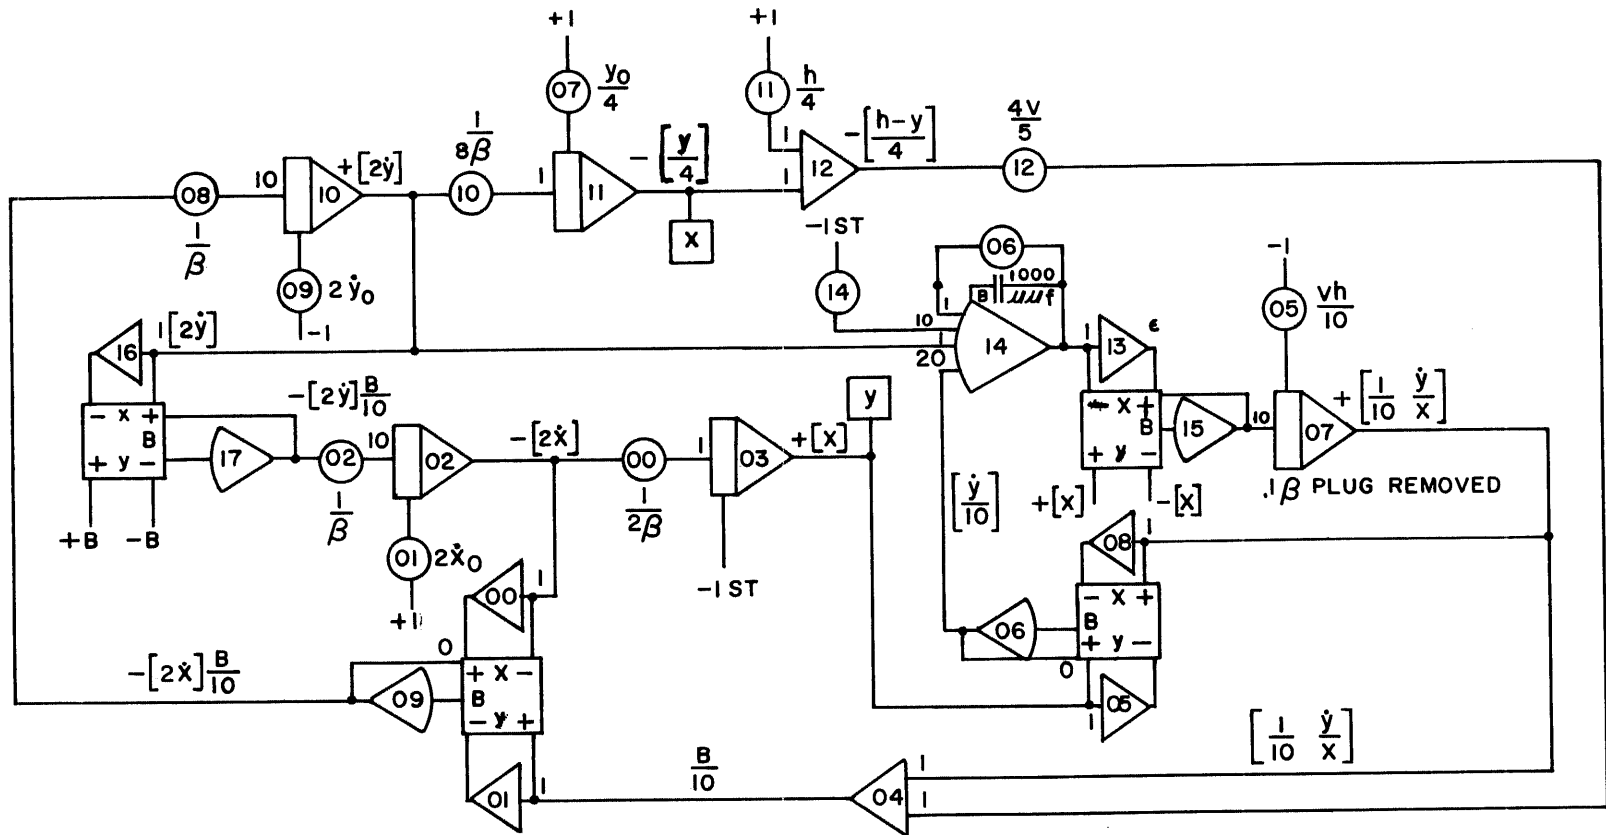 +1
07 y₀/4
+1
11 h/4
1/8β
08 10 10 +[2ẏ] 10 1 11 -[y/4] 1 1 12 -[h-y/4] 4V/5 12
1/β
X
09 2ẏ₀
-1
-1 ST
14
06
1000
B μμf
1
10
1
20
14
1 13 ε
-1
05 vh/10
16 1[2ẏ]
- x +
B
+ y -
+B -B
17
-[2ẏ]B/10
02 10 02 -[2ẋ] 00 1 03 +[X]
1/β
1/2β
y
01 2ẋ₀
+1
-1 ST
X +
B
+ y -
15 10 07 +[1/10 ẏ/X]
+[X] -[X]
.1β PLUG REMOVED
[ẏ/10]
08 1
- X +
B
+ y -
06
0
1 05
00 1
0
+ X -
B
- y +
09
-[2ẋ]B/10
01 1
B/10
04 1
1
[1/10 ẏ/X]